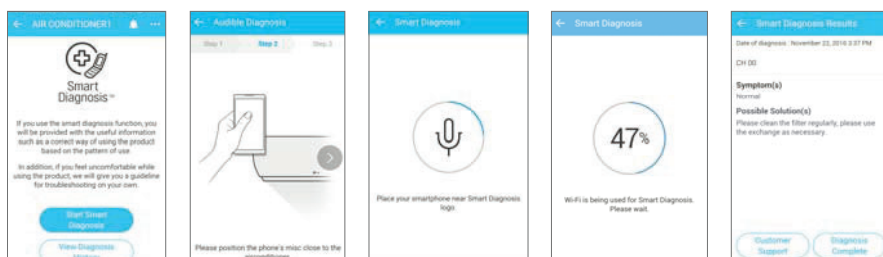 AIR CONDITIONER1
Smart
Diagnosis™
If you use the smart diagnosis function, you
will be provided with the useful information
such as a correct way of using the product
based on the pattern of use.
In addition, if you feel uncomfortable while
using the product, we will give you a guideline
for troubleshooting on your own.
Start Smart
Diagnosis
View Diagnosis
History
Audible Diagnosis
Step 1 Step 2 Step 3
Please position the phone's misc close to the
airconditioner
Smart Diagnosis
Place your smartphone near Smart Diagnosis
logo.
Smart Diagnosis
47%
Wi-Fi is being used for Smart Diagnosis.
Please wait.
Smart Diagnosis Results
Date of diagnosis : November 22, 2016 3:37 PM
CH 00
Symptom(s)
Normal
Possible Solution(s)
Please clean the filter regularly, please use
the exchange as necessary.
Customer
Support
Diagnosis
Complete